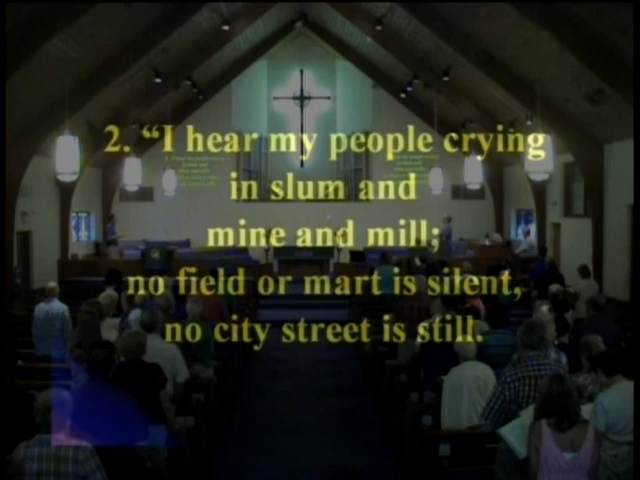 2. “I hear my people crying
in slum and
mine and mill;
no field or mart is silent,
no city street is still.